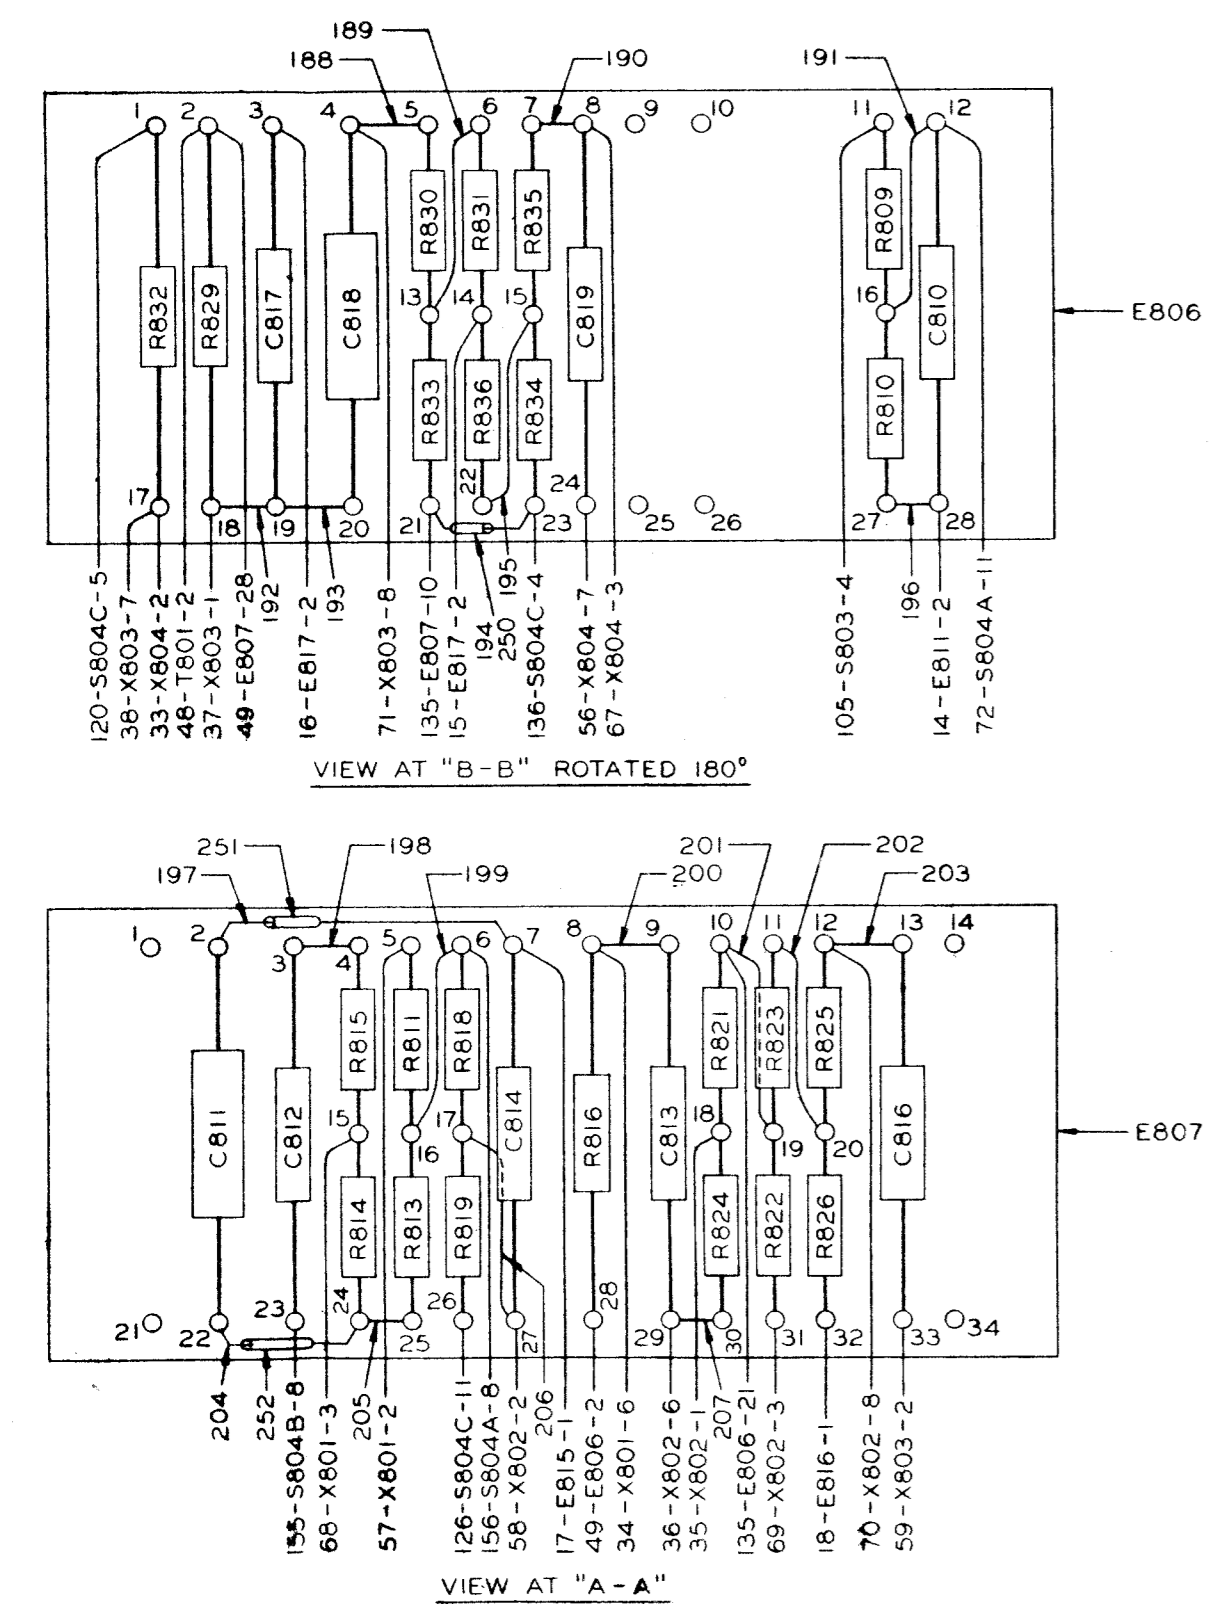 189
188
190
191
1 2 3 4 5 6 7 8 9 10 11 12
R830 R831 R835 R809
13 14 15 16
R832 R829 C817 C818 C819 C810
E806
R833 R836 R834 R810
17 18 19 20 21 22 23 24 25 26 27 28
120-S804C-5
38-X803-7
33-X804-2
48-T801-2
37-X803-1
49-E807-28
192
16-E817-2
193
71-X803-8
135-E807-10
15-E817-2
194
250
195
136-S804C-4
56-X804-7
67-X804-3
105-S803-4
196
14-E811-2
72-S804A-11
VIEW AT "B-B" ROTATED 180°
251
198
201
202
197
199
200
203
1 2 3 4 5 6 7 8 9 10 11 12 13 14
R815 R811 R818 R821 R823 R825
15 16 17 18 19 20
C811 C812 C814 R816 C813 C816
E807
R814 R813 R819 R824 R822 R826
21 22 23 24 25 26 27 28 29 30 31 32 33 34
204
252
155-S804B-8
68-X801-3
205
57-X801-2
126-S804C-11
156-S804A-8
58-X802-2
206
17-E815-1
49-E806-2
34-X801-6
36-X802-6
35-X802-1
207
135-E806-21
69-X802-3
18-E816-1
70-X802-8
59-X803-2
VIEW AT "A-A"